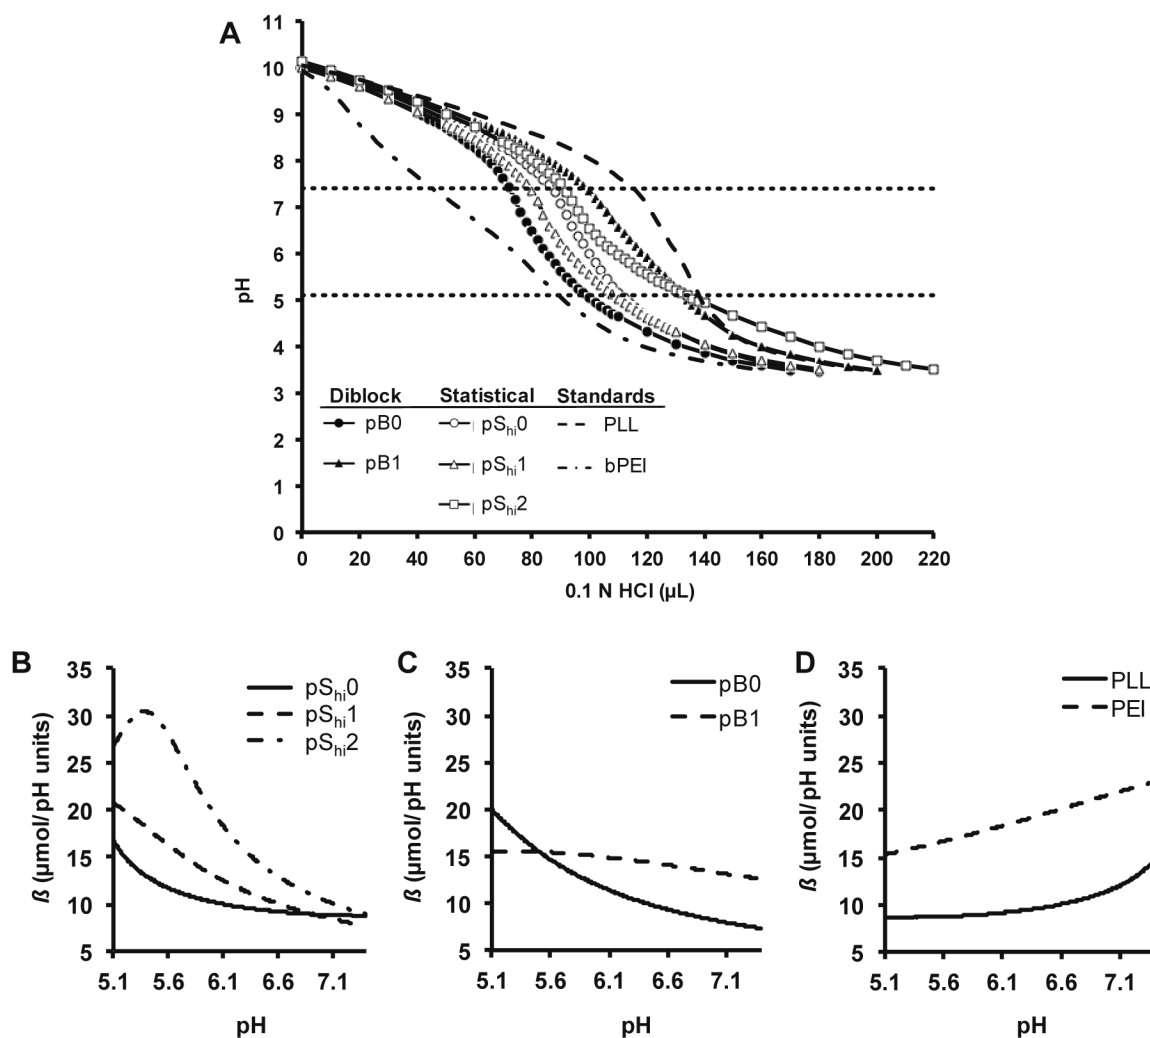 A
11
10
9
8
7
6
5
4
3
2
1
0
pH
0 20 40 60 80 100 120 140 160 180 200 220
0.1 N HCl (µL)
Diblock Statistical Standards
pB0 pShi0 PLL
pB1 pShi1 bPEI
pShi2
B
35
30
25
20
15
10
5
ß (µmol/pH units)
pShi0
pShi1
pShi2
5.1 5.6 6.1 6.6 7.1
pH
C
35
30
25
20
15
10
5
ß (µmol/pH units)
pB0
pB1
5.1 5.6 6.1 6.6 7.1
pH
D
35
30
25
20
15
10
5
ß (µmol/pH units)
PLL
PEI
5.1 5.6 6.1 6.6 7.1
pH